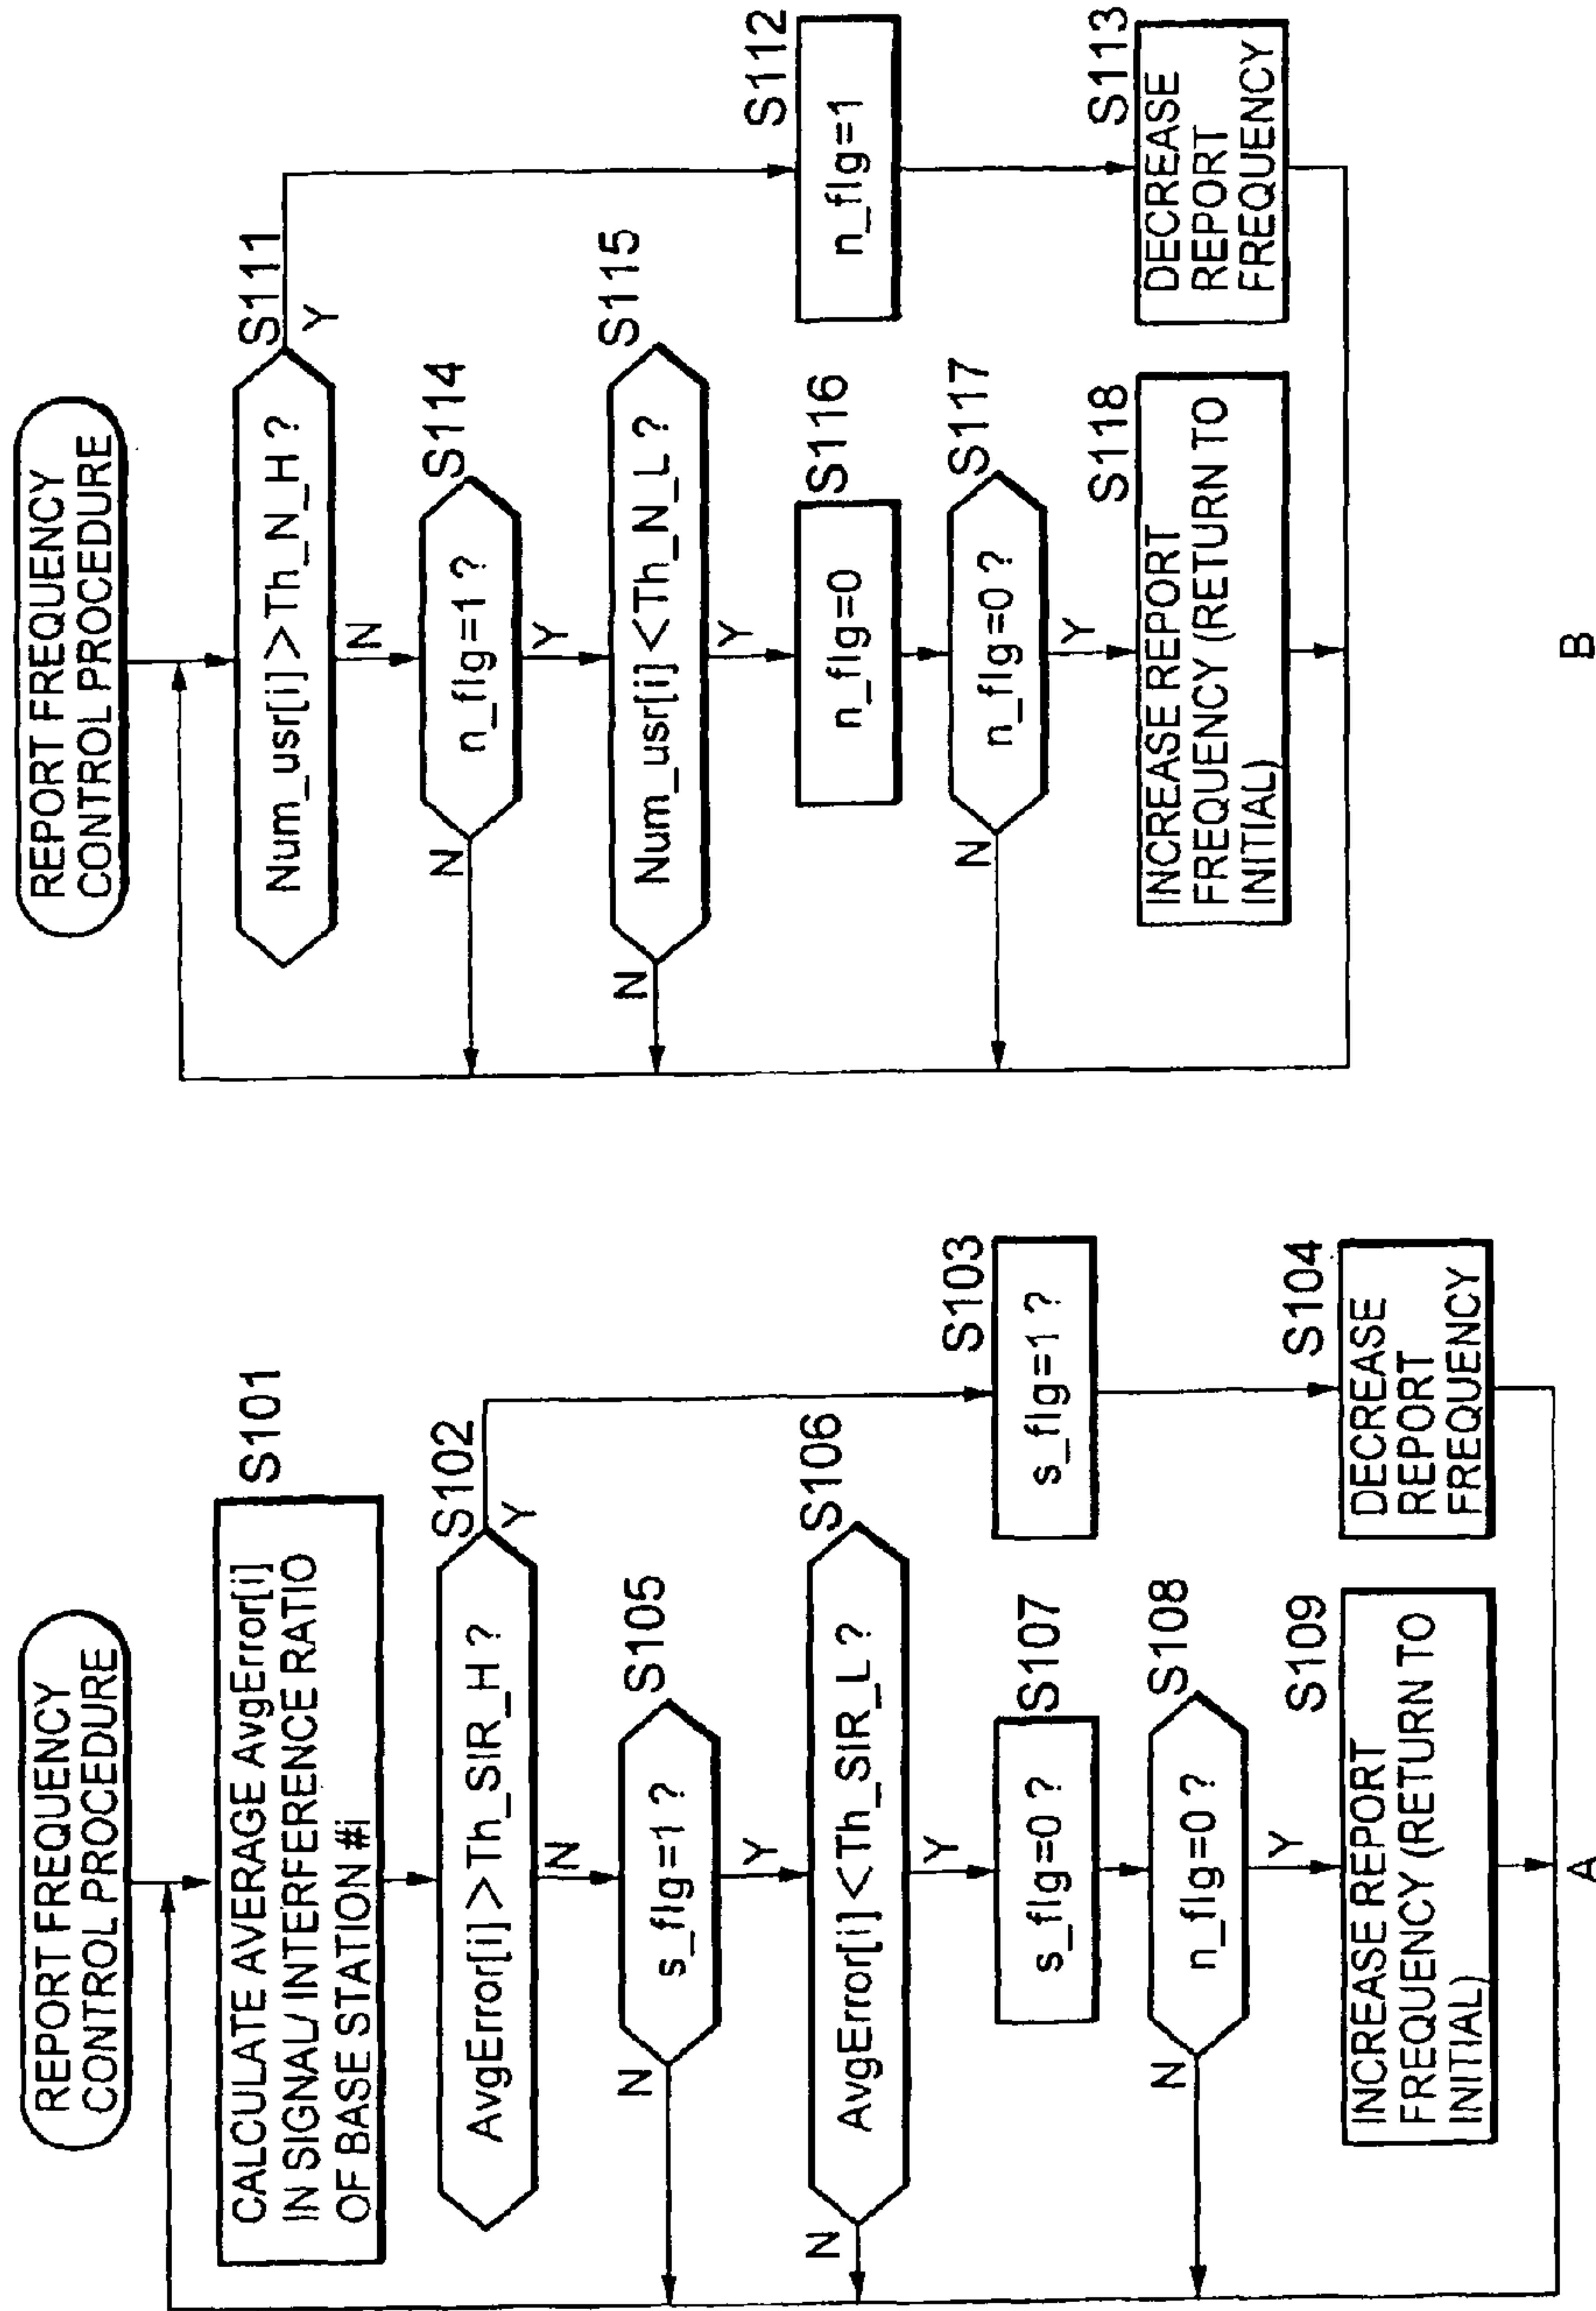 REPORT FREQUENCY
CONTROL PROCEDURE
CALCULATE AVERAGE AvgError[i]
IN SIGNAL/ INTERFERENCE RATIO
OF BASE STATION #i
S101
AvgError[i] > Th_SIR_H ?
S102
Y
N
s_flg=1 ?
S103
DECREASE
REPORT
FREQUENCY
S104
s_flg=1 ?
S105
N
Y
AvgError[i] < Th_SIR_L ?
S106
N
Y
s_flg=0 ?
S107
n_flg=0 ?
S108
N
Y
INCREASE REPORT
FREQUENCY (RETURN TO
INITIAL)
S109
A
REPORT FREQUENCY
CONTROL PROCEDURE
Num_usr[i] > Th_N_H ?
S111
Y
N
n_flg=1
S112
DECREASE
REPORT
FREQUENCY
S113
n_flg=1 ?
S114
N
Y
Num_usr[i] < Th_N_L ?
S115
N
Y
n_flg=0
S116
n_flg=0 ?
S117
N
Y
INCREASE REPORT
FREQUENCY (RETURN TO
INITIAL)
S118
B